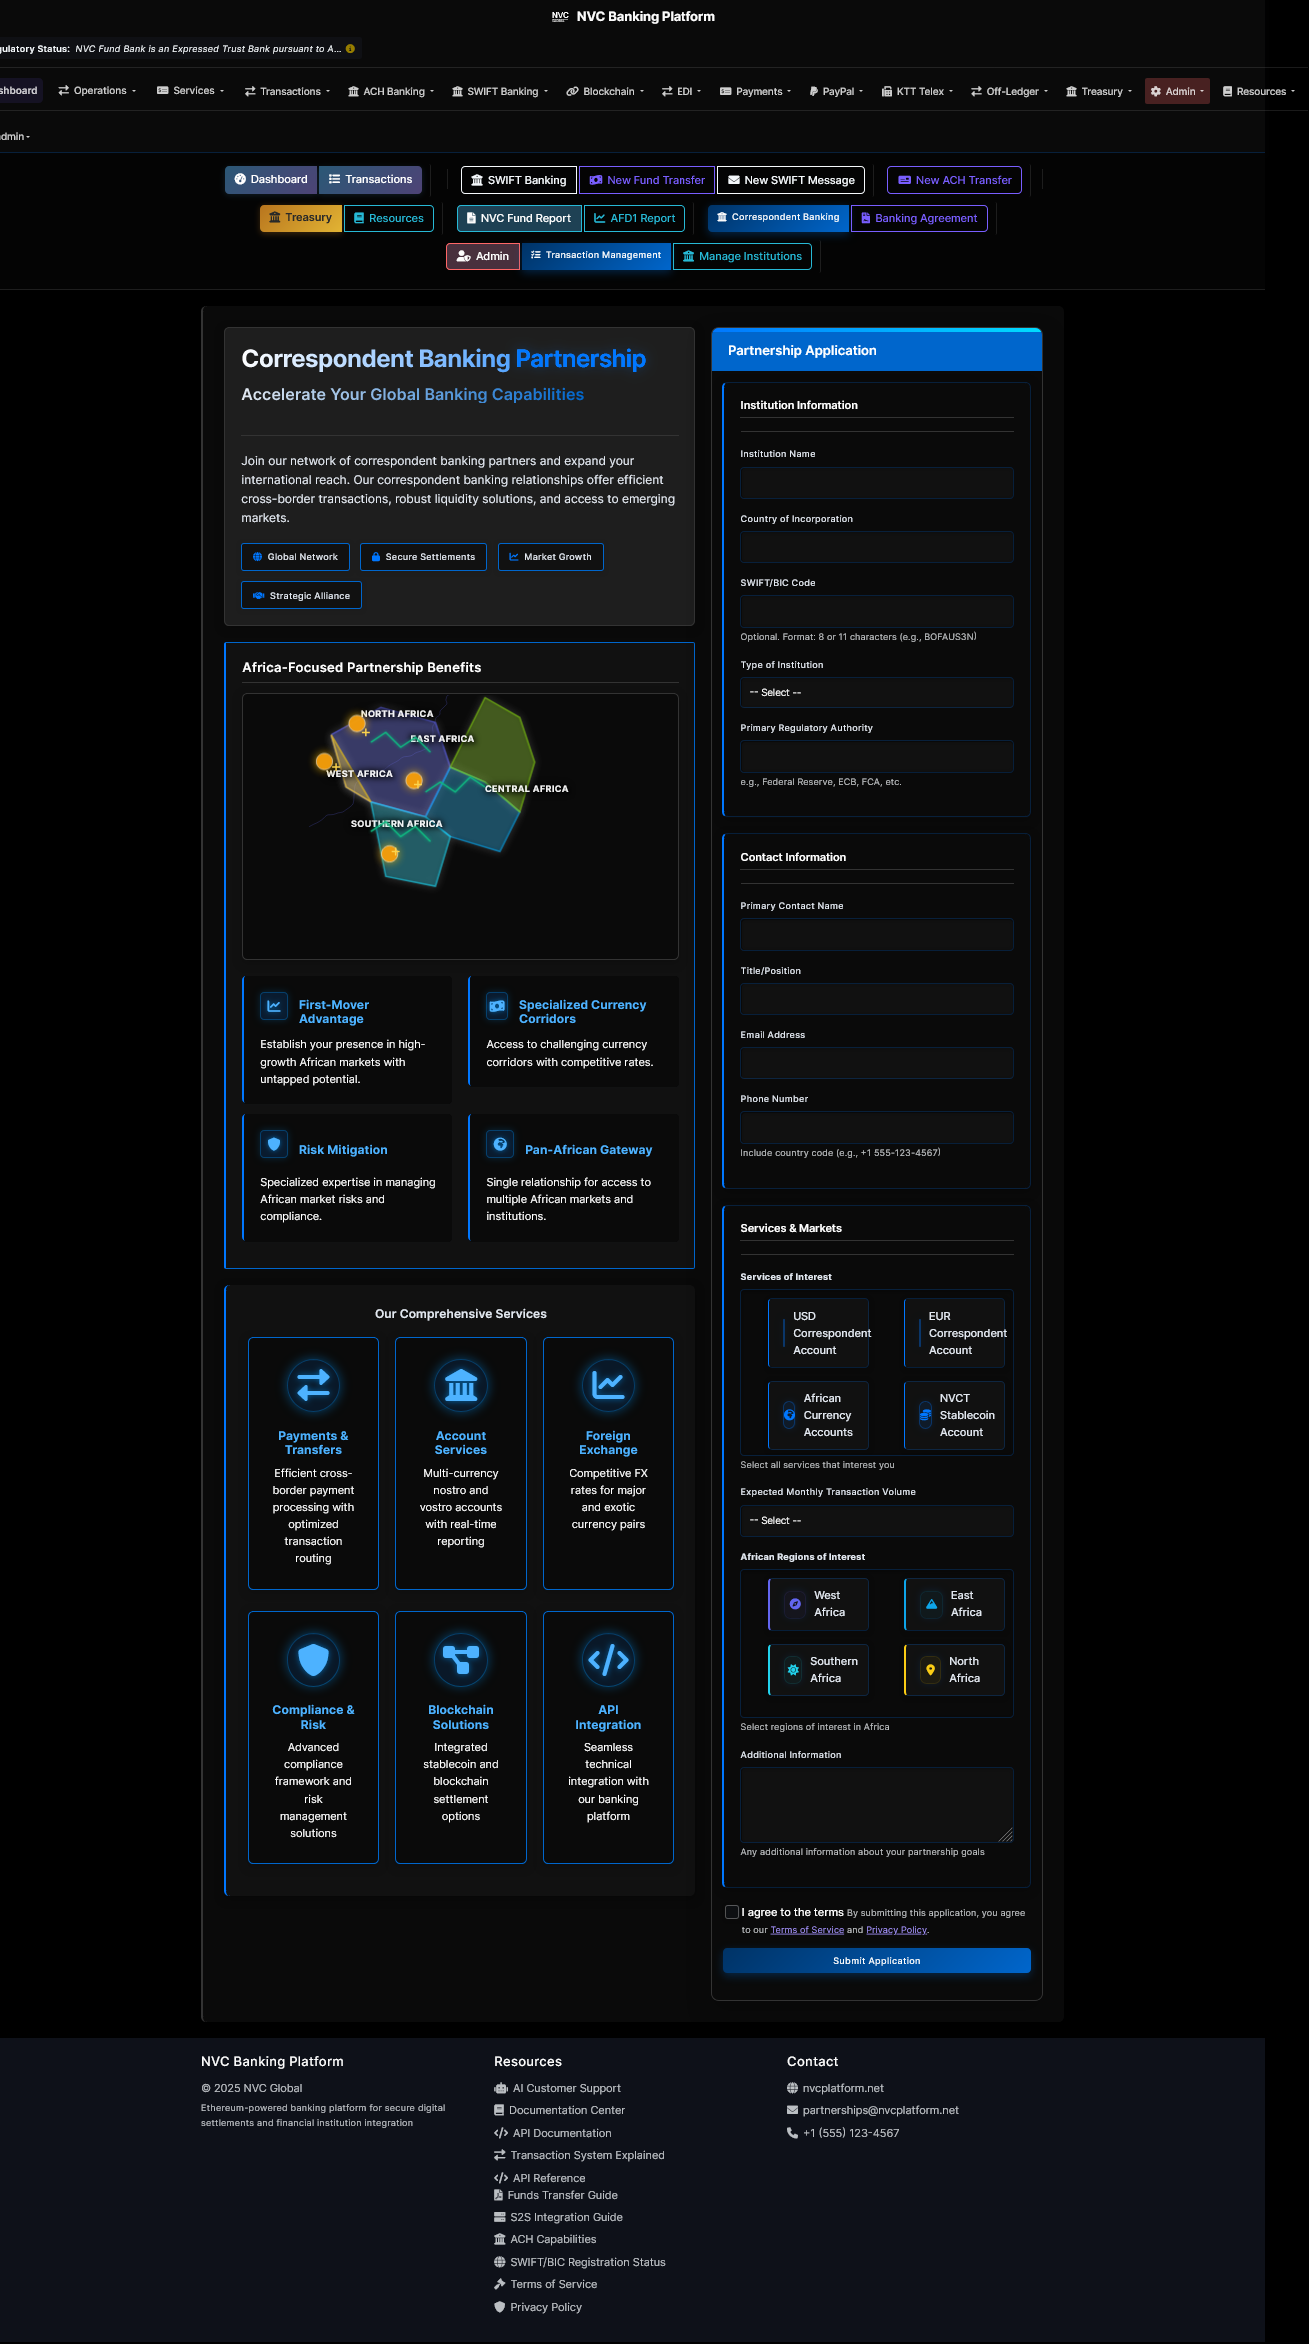 NVC NVC Banking Platform
gulatory Status: NVC Fund Bank is an Expressed Trust Bank pursuant to A...
shboard Operations Services Transactions ACH Banking SWIFT Banking Blockchain EDI Payments PayPal KTT Telex Off-Ledger Treasury Admin Resources
dmin
Dashboard Transactions SWIFT Banking New Fund Transfer New SWIFT Message New ACH Transfer
Treasury Resources NVC Fund Report AFD1 Report Correspondent Banking Banking Agreement
Admin Transaction Management Manage Institutions
Correspondent Banking Partnership
Accelerate Your Global Banking Capabilities
Join our network of correspondent banking partners and expand your
international reach. Our correspondent banking relationships offer efficient
cross-border transactions, robust liquidity solutions, and access to emerging
markets.
Global Network Secure Settlements Market Growth
Strategic Alliance
Africa-Focused Partnership Benefits
NORTH AFRICA
EAST AFRICA
WEST AFRICA
CENTRAL AFRICA
SOUTHERN AFRICA
First-Mover
Advantage
Establish your presence in high-
growth African markets with
untapped potential.
Specialized Currency
Corridors
Access to challenging currency
corridors with competitive rates.
Risk Mitigation
Specialized expertise in managing
African market risks and
compliance.
Pan-African Gateway
Single relationship for access to
multiple African markets and
institutions.
Our Comprehensive Services
Payments &
Transfers
Efficient cross-
border payment
processing with
optimized
transaction
routing
Account
Services
Multi-currency
nostro and
vostro accounts
with real-time
reporting
Foreign
Exchange
Competitive FX
rates for major
and exotic
currency pairs
Compliance &
Risk
Advanced
compliance
framework and
risk
management
solutions
Blockchain
Solutions
Integrated
stablecoin and
blockchain
settlement
options
API
Integration
Seamless
technical
integration with
our banking
platform
Partnership Application
Institution Information
Institution Name
Country of Incorporation
SWIFT/BIC Code
Optional. Format: 8 or 11 characters (e.g., BOFAUS3N)
Type of Institution
-- Select --
Primary Regulatory Authority
e.g., Federal Reserve, ECB, FCA, etc.
Contact Information
Primary Contact Name
Title/Position
Email Address
Phone Number
Include country code (e.g., +1 555-123-4567)
Services & Markets
Services of Interest
USD
Correspondent
Account
EUR
Correspondent
Account
African
Currency
Accounts
NVCT
Stablecoin
Account
Select all services that interest you
Expected Monthly Transaction Volume
-- Select --
African Regions of Interest
West
Africa
East
Africa
Southern
Africa
North
Africa
Select regions of interest in Africa
Additional Information
Any additional information about your partnership goals
I agree to the terms By submitting this application, you agree
to our Terms of Service and Privacy Policy.
Submit Application
NVC Banking Platform
© 2025 NVC Global
Ethereum-powered banking platform for secure digital
settlements and financial institution integration
Resources
AI Customer Support
Documentation Center
API Documentation
Transaction System Explained
API Reference
Funds Transfer Guide
S2S Integration Guide
ACH Capabilities
SWIFT/BIC Registration Status
Terms of Service
Privacy Policy
Contact
nvcplatform.net
partnerships@nvcplatform.net
+1 (555) 123-4567